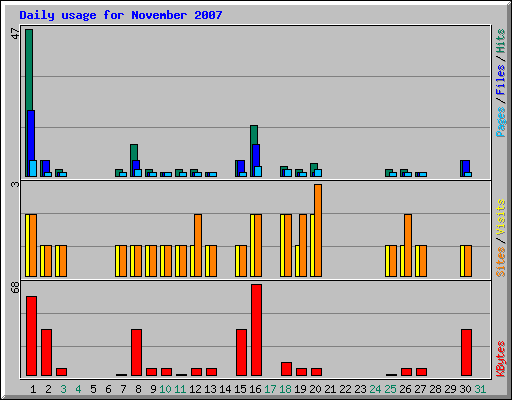 Daily usage for November 2007
47
Pages / Files / Hits
3
Sites / Visits
68
KBytes
1 2 3 4 5 6 7 8 9 10 11 12 13 14 15 16 17 18 19 20 21 22 23 24 25 26 27 28 29 30 31